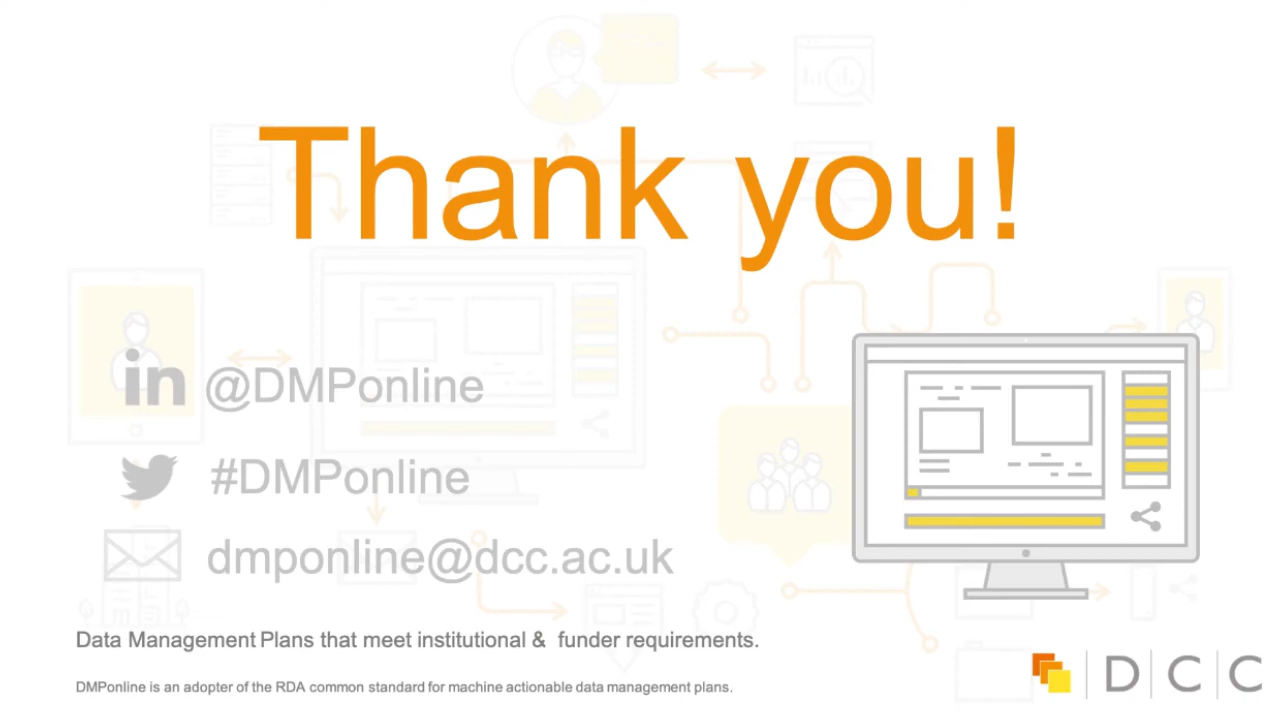 Thank you!
in @DMPonline
#DMPonline
dmponline@dcc.ac.uk
Data Management Plans that meet institutional & funder requirements.
DMPonline is an adopter of the RDA common standard for machine actionable data management plans.
DCC